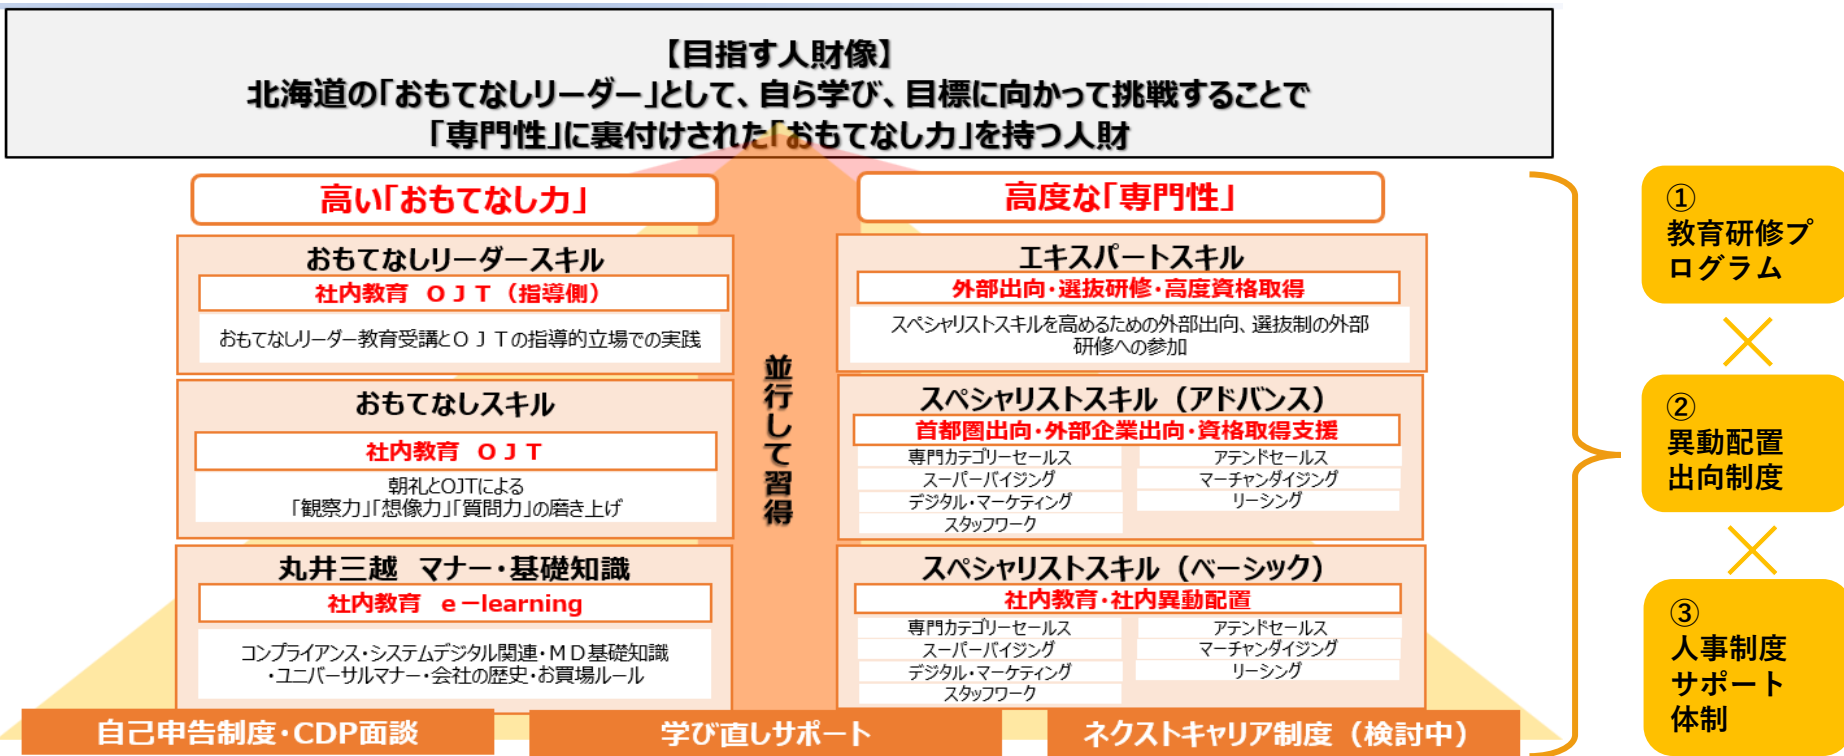 【目指す人財像】
北海道の「おもてなしリーダー」として、自ら学び、目標に向かって挑戦することで
「専門性」に裏付けされた「おもてなし力」を持つ人財
高い「おもてなし力」
おもてなしリーダースキル
社内教育 ＯＪＴ（指導側）
おもてなしリーダー教育受講とＯＪＴの指導的立場での実践
おもてなしスキル
社内教育 ＯＪＴ
朝礼とOJTによる
「観察力」「想像力」「質問力」の磨き上げ
丸井三越 マナー・基礎知識
社内教育 e－learning
コンプライアンス・システムデジタル関連・ＭＤ基礎知識
・ユニバーサルマナー・会社の歴史・お買場ルール
並行して習得
高度な「専門性」
エキスパートスキル
外部出向・選抜研修・高度資格取得
スペシャリストスキルを高めるための外部出向、選抜制の外部
研修への参加
スペシャリストスキル（アドバンス）
首都圏出向・外部企業出向・資格取得支援
専門カテゴリーセールス アテンドセールス
スーパーバイジング マーチャンダイジング
デジタル・マーケティング リーシング
スタッフワーク
スペシャリストスキル（ベーシック）
社内教育・社内異動配置
専門カテゴリーセールス アテンドセールス
スーパーバイジング マーチャンダイジング
デジタル・マーケティング リーシング
スタッフワーク
自己申告制度・CDP面談
学び直しサポート
ネクストキャリア制度（検討中）
①
教育研修プ
ログラム
②
異動配置
出向制度
③
人事制度
サポート
体制